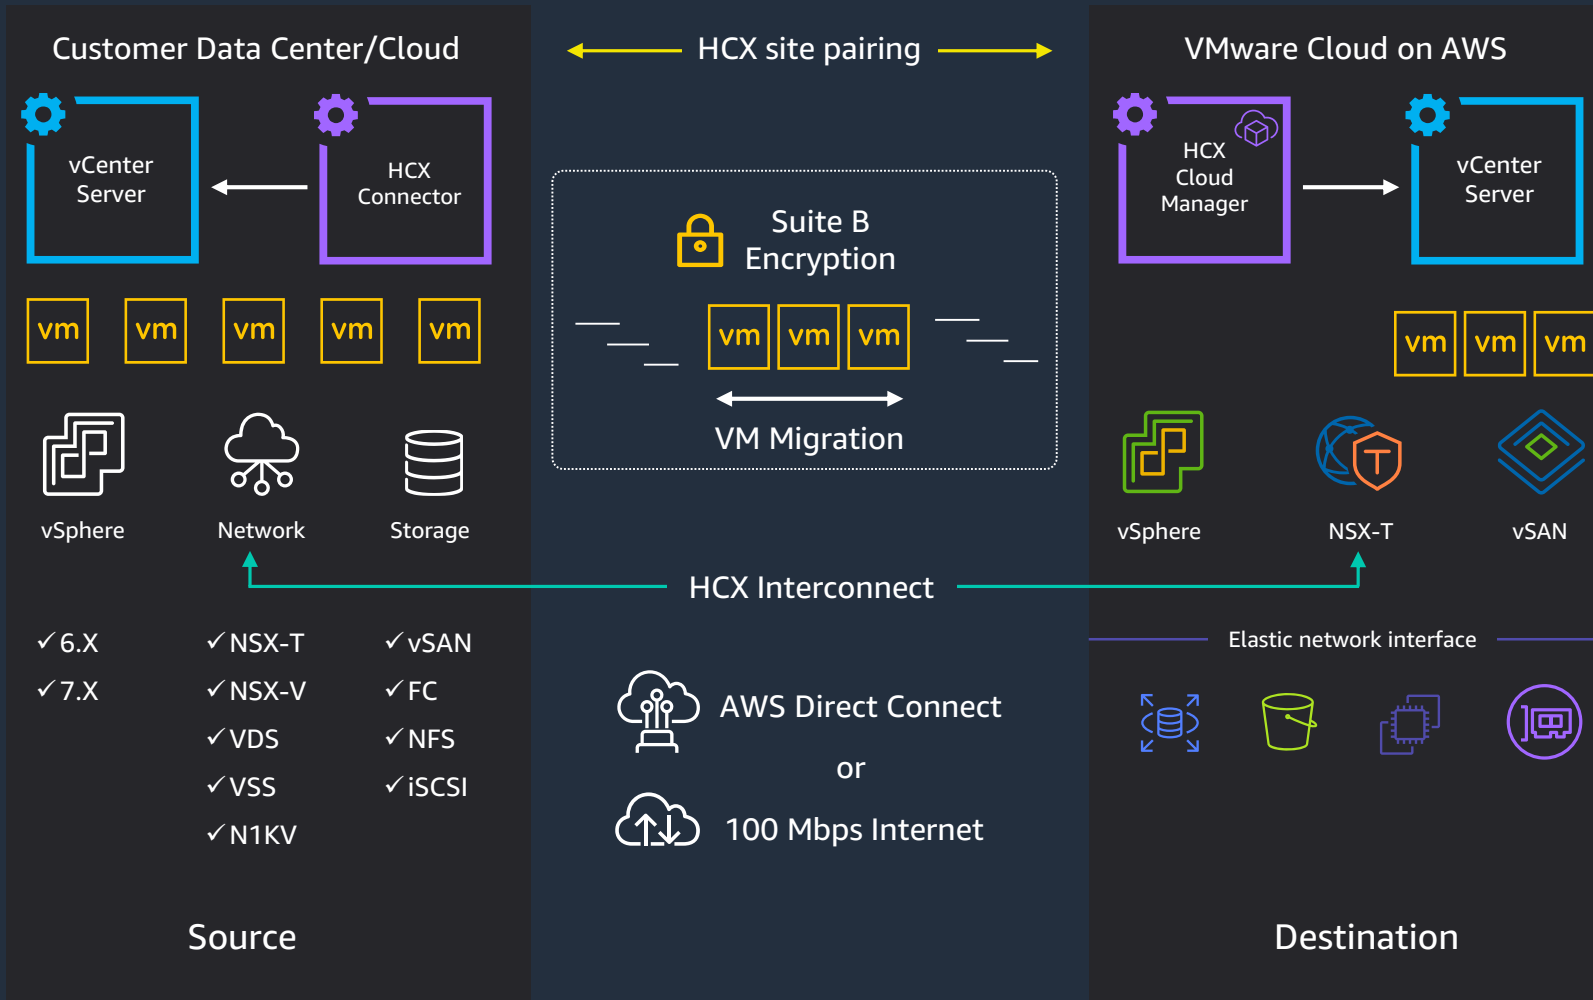 Customer Data Center/Cloud
vCenter
Server
HCX
Connector
vm
vm
vm
vm
vm
vSphere
Network
Storage
✓ 6.X
✓ 7.X
✓ NSX-T
✓ NSX-V
✓ VDS
✓ VSS
✓ N1KV
✓ vSAN
✓ FC
✓ NFS
✓ iSCSI
Source
HCX site pairing
Suite B
Encryption
vm
vm
vm
VM Migration
HCX Interconnect
AWS Direct Connect
or
100 Mbps Internet
VMware Cloud on AWS
HCX
Cloud
Manager
vCenter
Server
vm
vm
vm
T
vSphere
NSX-T
vSAN
Elastic network interface
Destination